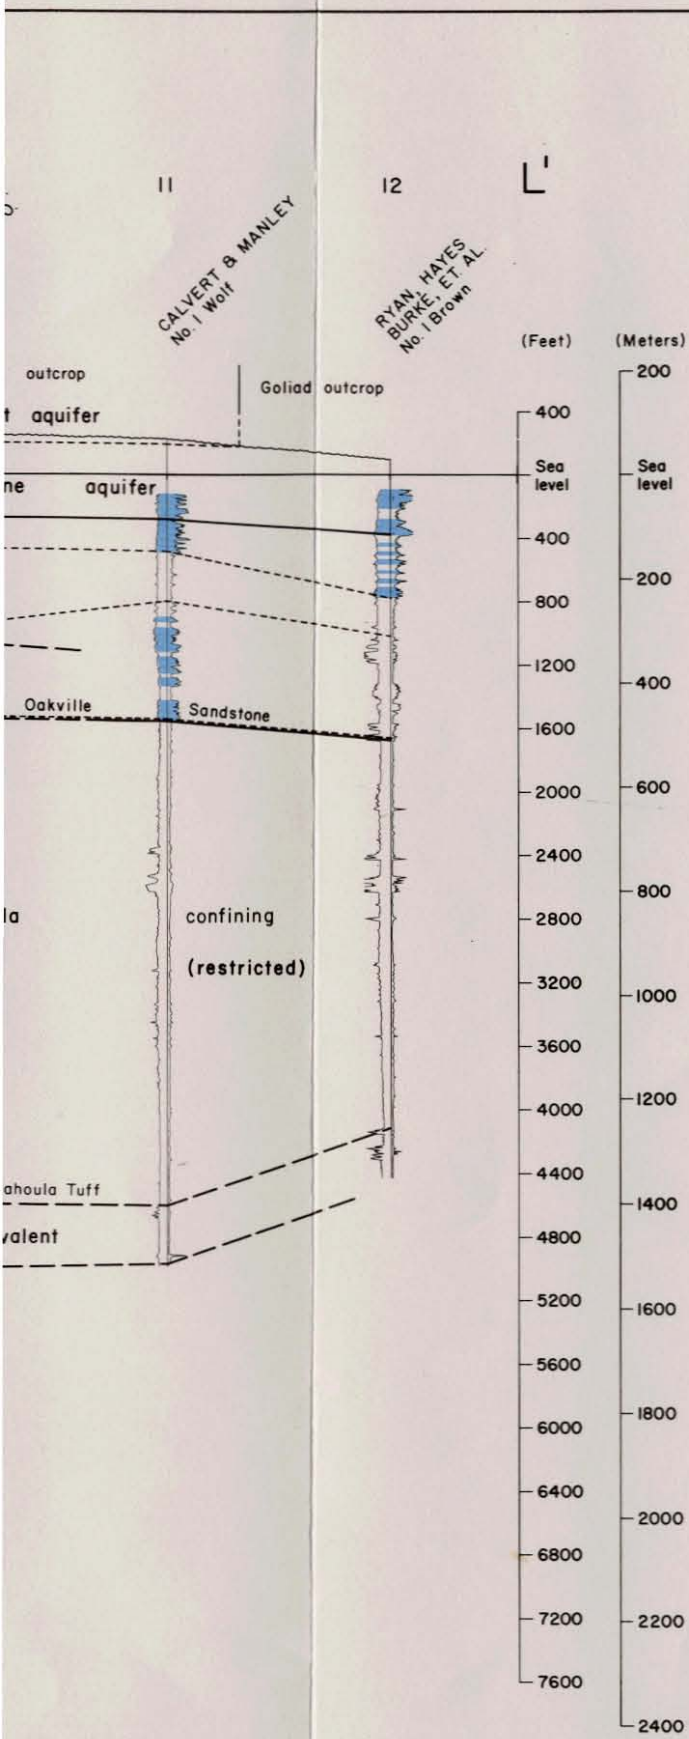 11
12
L'
CALVERT & MANLEY
No. 1 Wolf
RYAN, HAYES
BURKE, ET. AL.
No. 1 Brown
(Feet)
(Meters)
outcrop
Goliad outcrop
t aquifer
ne aquifer
Oakville Sandstone
la confining
(restricted)
ahoula Tuff
valent
400
Sea
level
400
800
1200
1600
2000
2400
2800
3200
3600
4000
4400
4800
5200
5600
6000
6400
6800
7200
7600
200
Sea
level
200
400
600
800
1000
1200
1400
1600
1800
2000
2200
2400